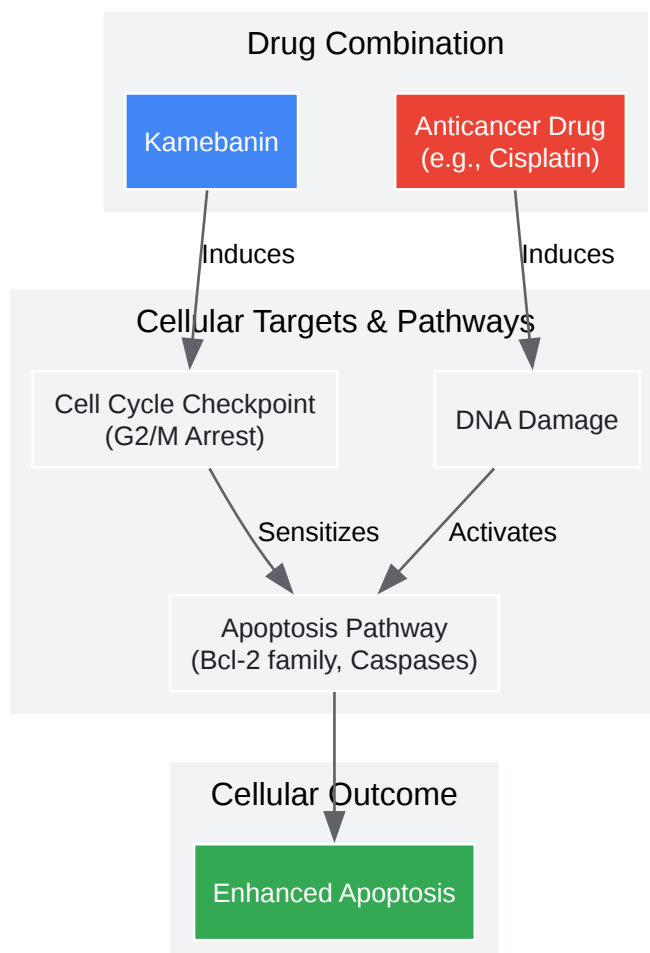 Drug Combination
Kamebanin
Anticancer Drug
(e.g., Cisplatin)
Induces
Induces
Cellular Targets & Pathways
Cell Cycle Checkpoint
(G2/M Arrest)
DNA Damage
Sensitizes
Activates
Apoptosis Pathway
(Bcl-2 family, Caspases)
Cellular Outcome
Enhanced Apoptosis